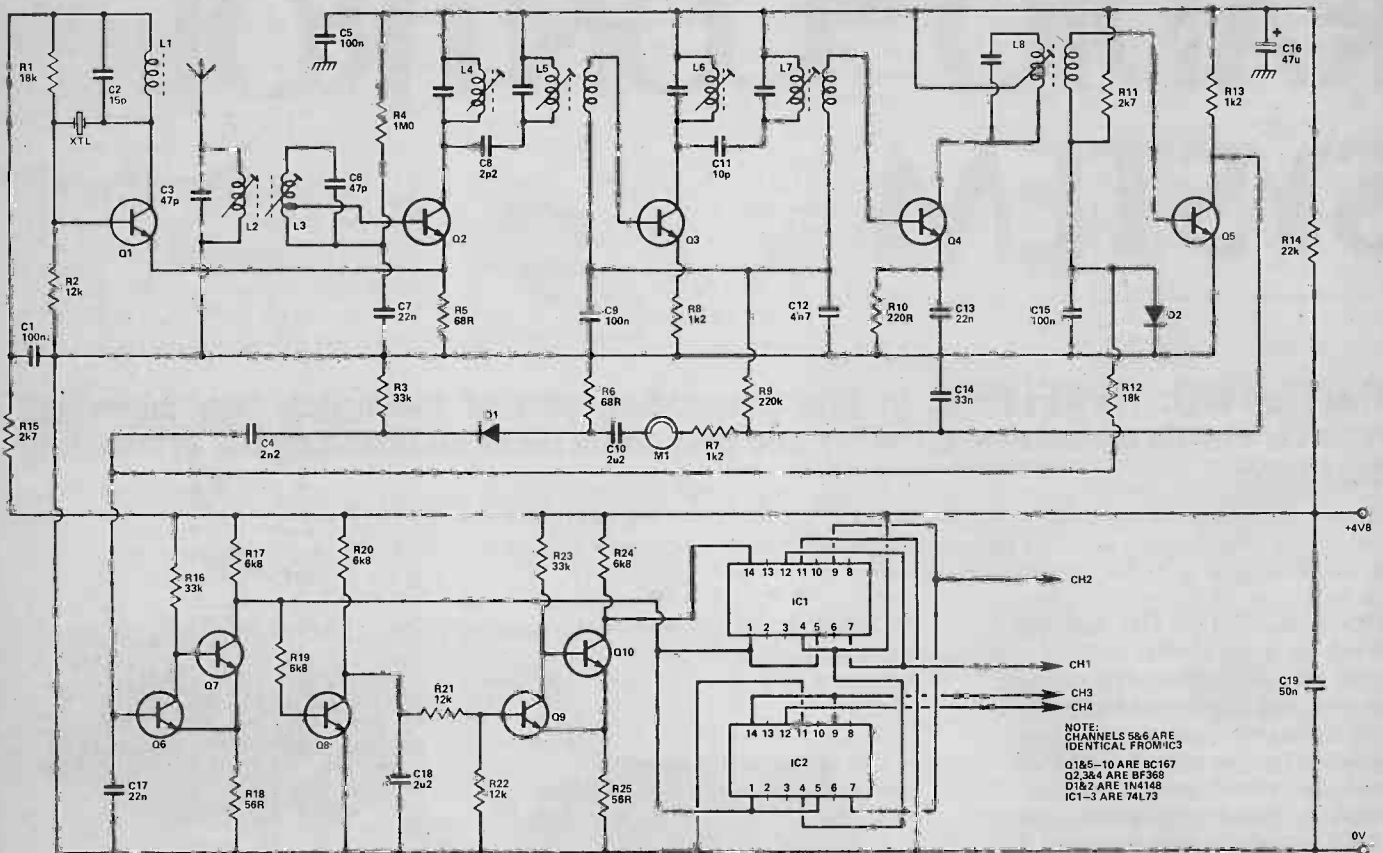 R1
18k
C2
15p
L1
XTL
C3
47p
Q1
R2
12k
C1
100n
R15
2k7
C5
100n
L2
L3
C6
47p
R4
1M0
C7
22n
R3
33k
C4
2n2
L4
L5
C8
2p2
Q2
R5
68R
D1
C9
100n
R6
68R
C10
2u2
M1
R7
1k2
L6
L7
C11
10p
Q3
R8
1k2
R9
220k
C12
4n7
Q4
R10
220R
C13
22n
C14
33n
L8
R11
2k7
C15
100n
D2
R12
18k
Q5
R13
1k2
C16
47u
+
R14
22k
+4V8
R16
33k
R17
6k8
Q7
Q6
C17
22n
R18
56R
R19
6k8
R20
6k8
Q8
R21
12k
C18
2u2
R22
12k
R23
33k
R24
6k8
Q10
Q9
R25
56R
14 13 12 11 10 9 8
IC1
1 2 3 4 5 6 7
14 13 12 11 10 9 8
IC2
1 2 3 4 5 6 7
CH2
CH1
CH3
CH4
C19
50n
NOTE:
CHANNELS 5&6 ARE
IDENTICAL FROM IC3
Q1&5–10 ARE BC167
Q2,3&4 ARE BF368
D1&2 ARE 1N4148
IC1–3 ARE 74L73
0V